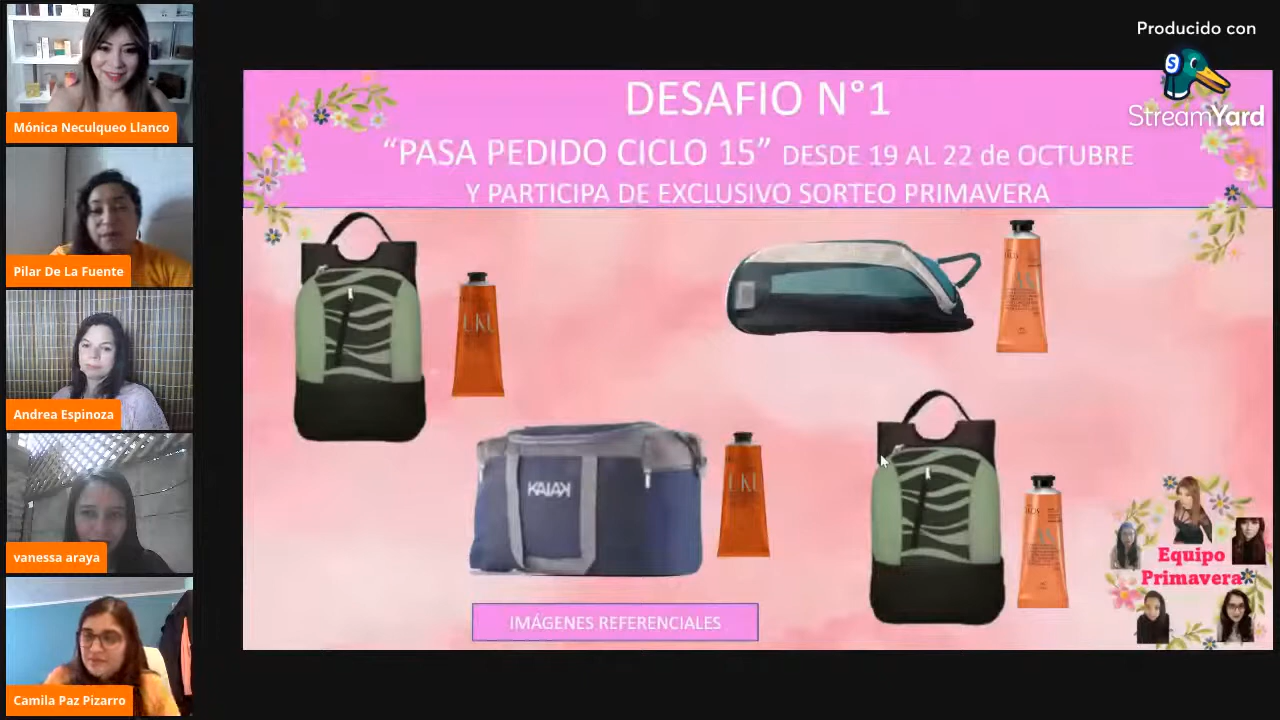 Producido con
StreamYard
Mónica Neculqueo Llanco
Pilar De La Fuente
Andrea Espinoza
vanessa araya
Camila Paz Pizarro
DESAFIO N°1
“PASA PEDIDO CICLO 15” DESDE 19 AL 22 de OCTUBRE
Y PARTICIPA DE EXCLUSIVO SORTEO PRIMAVERA
KAIAK
IMÁGENES REFERENCIALES
Equipo
Primavera